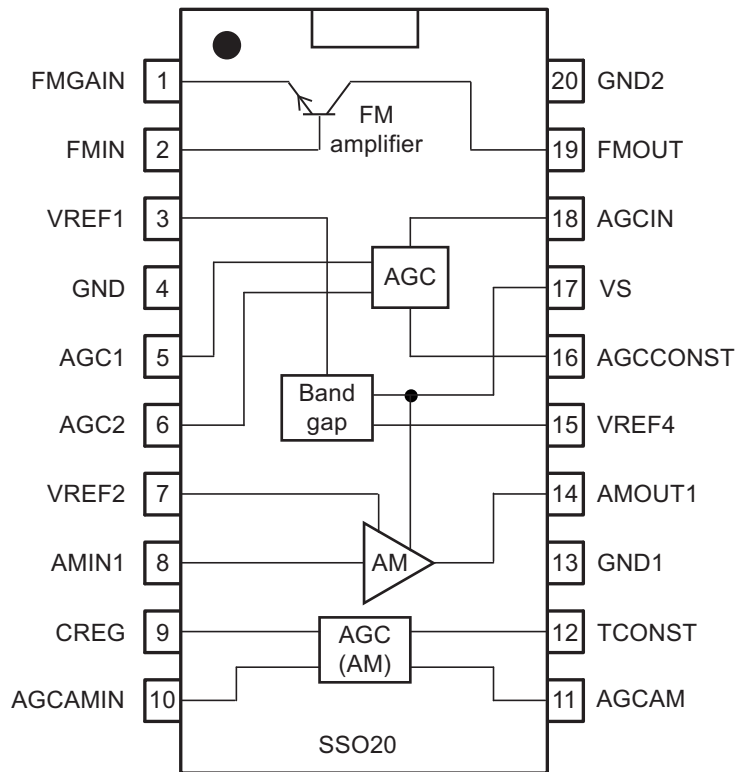 FMGAIN 1
FMIN 2
VREF1 3
GND 4
AGC1 5
AGC2 6
VREF2 7
AMIN1 8
CREG 9
AGCAMIN 10
FM
amplifier
AGC
Band
gap
AM
AGC
(AM)
SSO20
20 GND2
19 FMOUT
18 AGCIN
17 VS
16 AGCCONST
15 VREF4
14 AMOUT1
13 GND1
12 TCONST
11 AGCAM